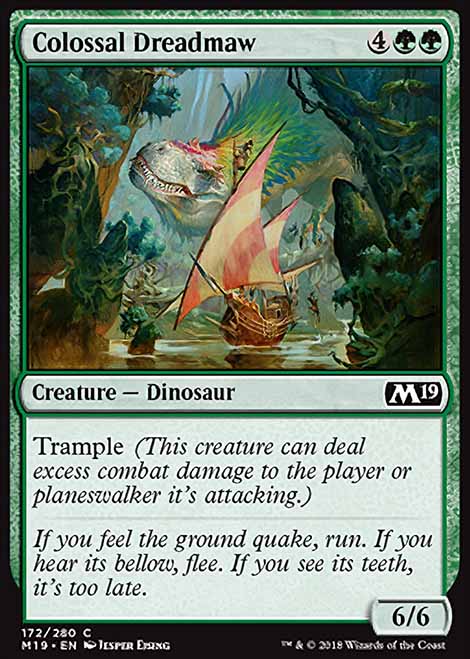 Colossal Dreadmaw 4
Creature — Dinosaur M19
Trample (This creature can deal
excess combat damage to the player or
planeswalker it's attacking.)
If you feel the ground quake, run. If you
hear its bellow, flee. If you see its teeth,
it's too late.
6/6
172/280 C
M19 • EN Jesper Ejsing
™ & © 2018 Wizards of the Coast